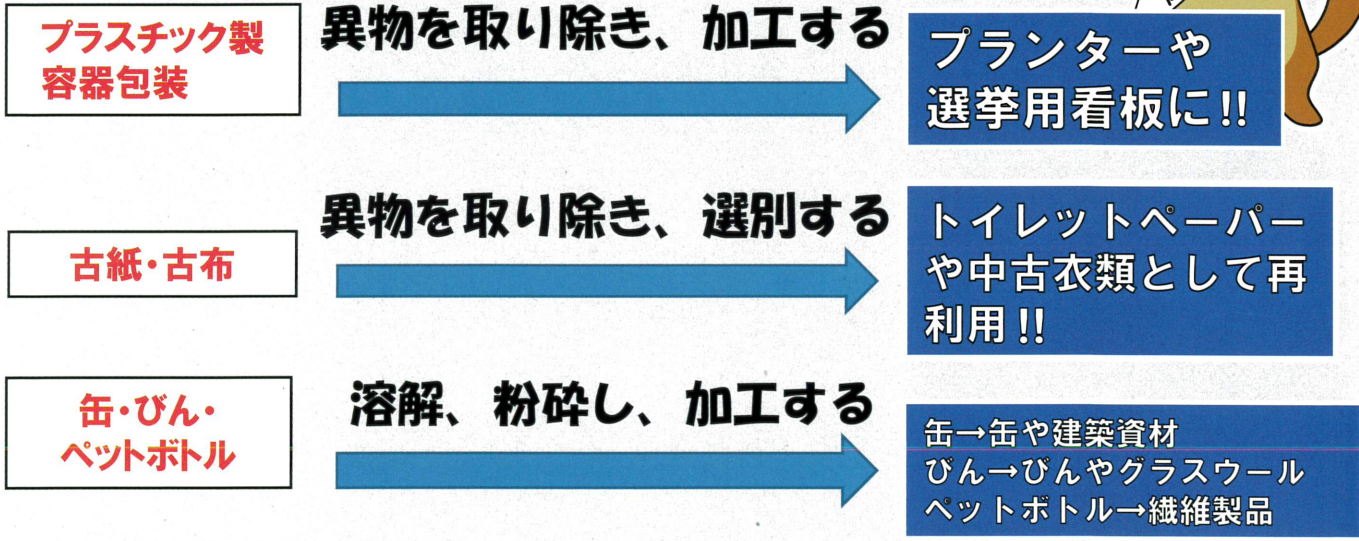 プラスチック製
容器包装
異物を取り除き、加工する
プランターや
選挙用看板に!!
古紙・古布
異物を取り除き、選別する
トイレットペーパー
や中古衣類として再
利用!!
缶・びん・
ペットボトル
溶解、粉砕し、加工する
缶→缶や建築資材
びん→びんやグラスウール
ペットボトル→繊維製品